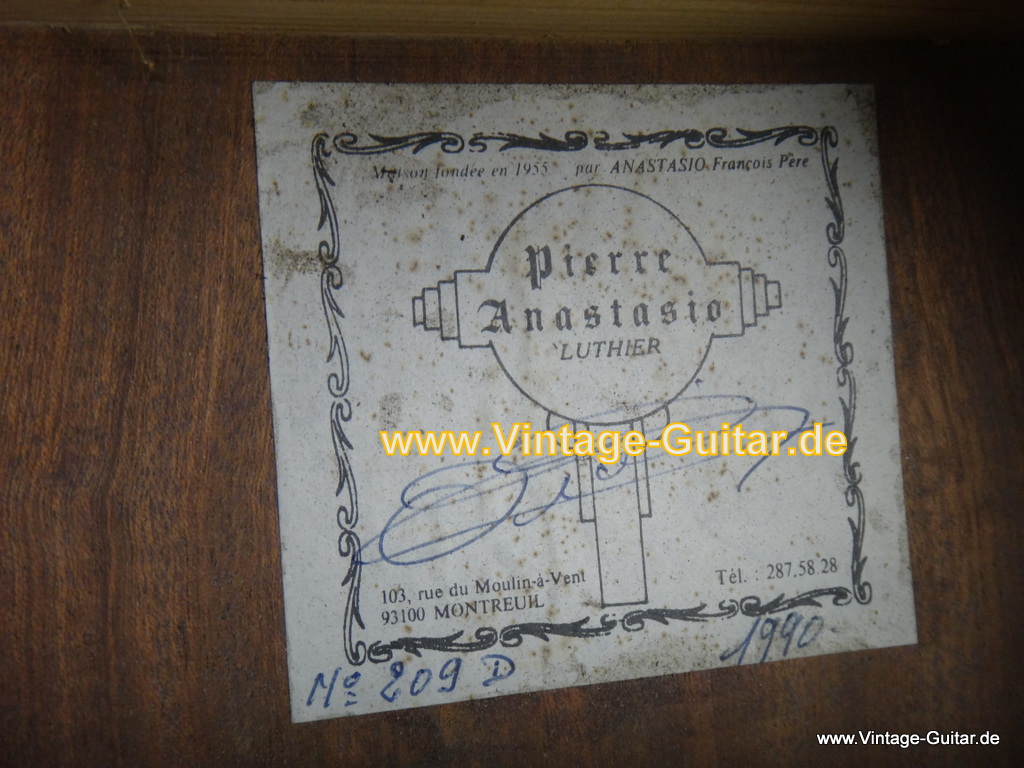 Maison fondée en 1955 par ANASTASIO François Père
Pierre
Anastasio
LUTHIER
www.Vintage-Guitar.de
103, rue du Moulin-à-Vent
93100 MONTREUIL
Tél. : 287.58.28
Nº 209 D
1990
www.Vintage-Guitar.de